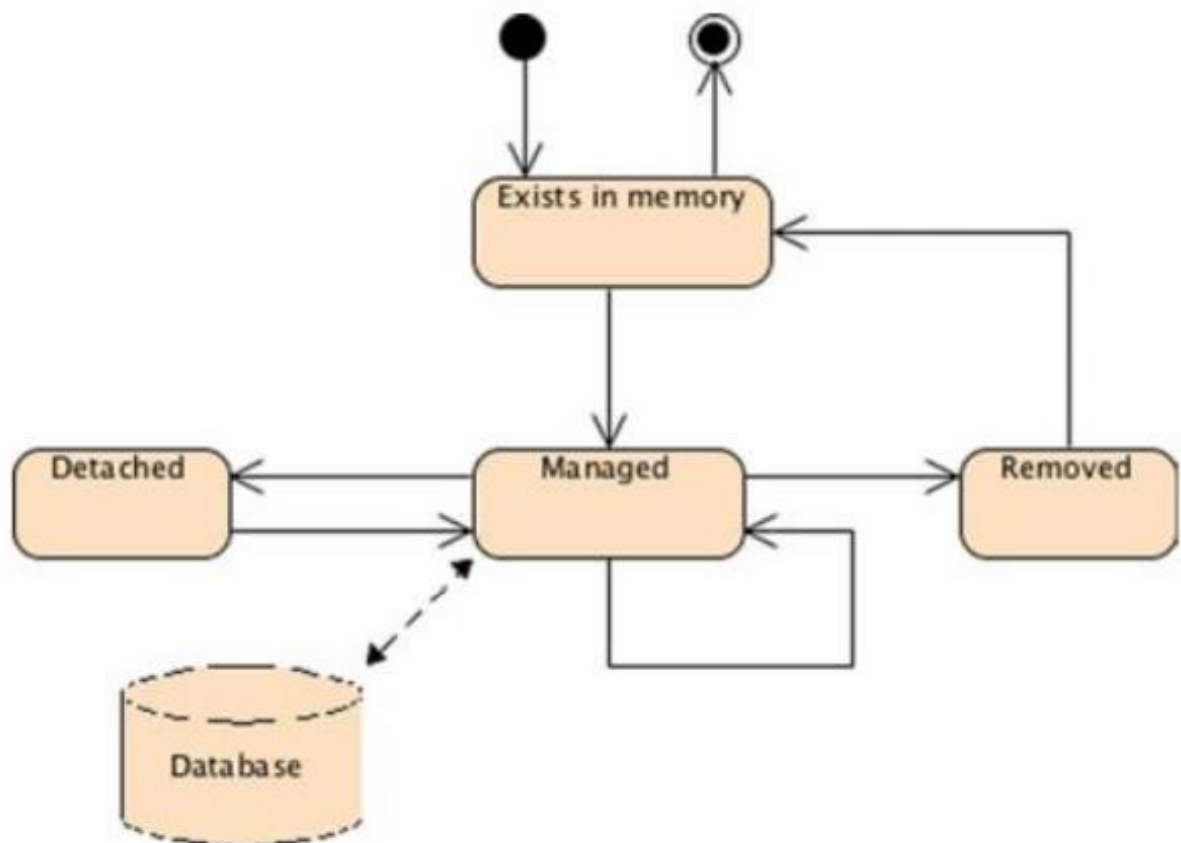 Exists in memory
Detached
Managed
Removed
Database